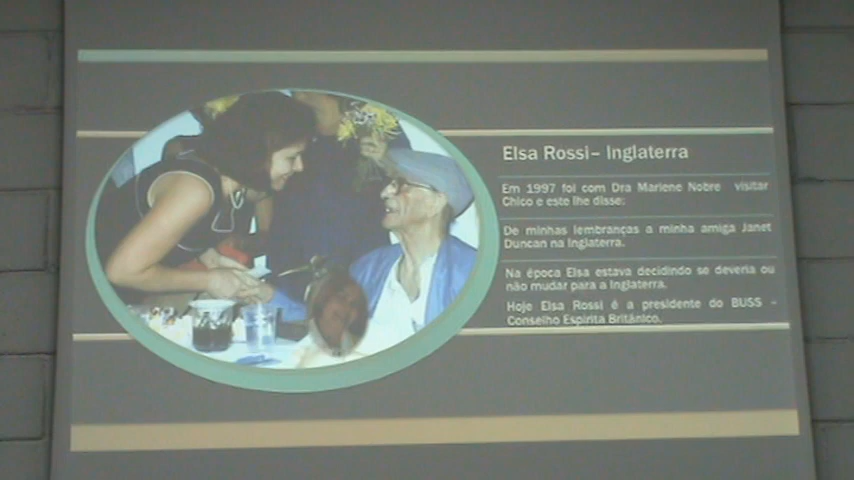 Elsa Rossi– Inglaterra
Em 1997 foi com Dra Marlene Nobre visitar
Chico e este lhe disse:
De minhas lembranças a minha amiga Janet
Duncan na Inglaterra.
Na época Elsa estava decidindo se deveria ou
não mudar para a Inglaterra.
Hoje Elsa Rossi é a presidente do BUSS –
Conselho Espirita Britânico.